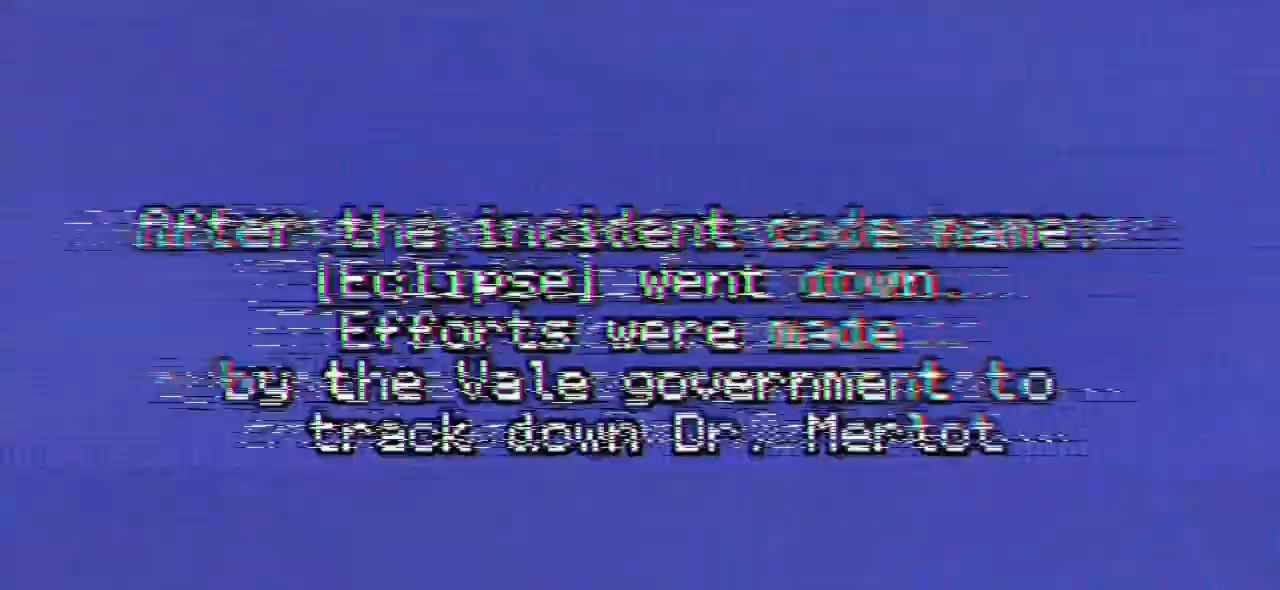 After the incident code name:
[Eclipse] went down.
Efforts were made
by the Vale government to
track down Dr. Merlot